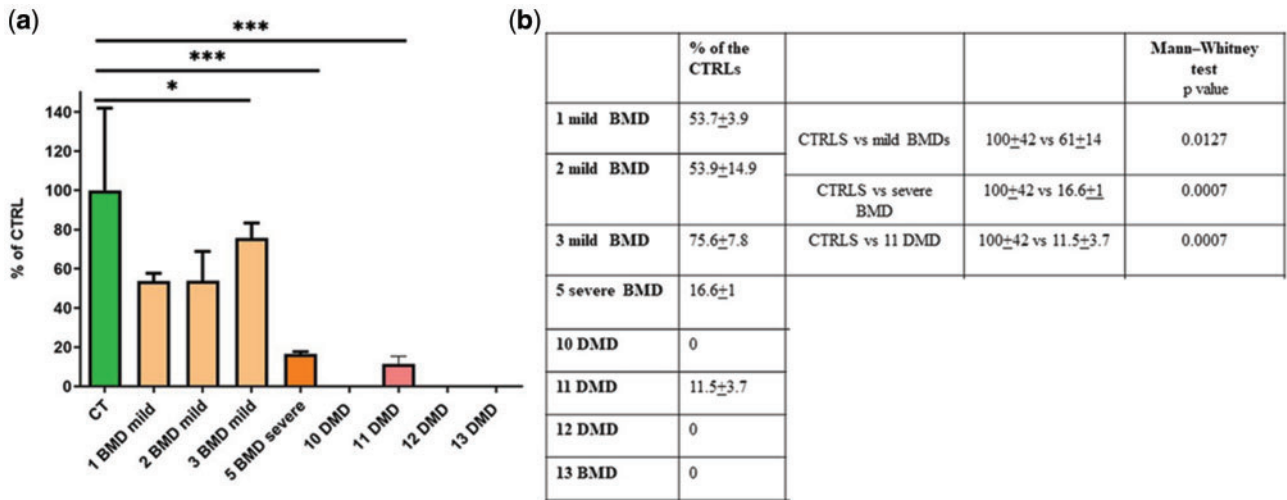 (a)
***
***
*
% of CTRL
140
120
100
80
60
40
20
0
CT
1 BMD mild
2 BMD mild
3 BMD mild
5 BMD severe
10 DMD
11 DMD
12 DMD
13 DMD
(b)
% of the
CTRLs
Mann–Whitney
test
p value
1 mild BMD
53.7±3.9
CTRLS vs mild BMDs
100±42 vs 61±14
0.0127
2 mild BMD
53.9±14.9
CTRLS vs severe
BMD
100±42 vs 16.6±1
0.0007
3 mild BMD
75.6±7.8
CTRLS vs 11 DMD
100±42 vs 11.5±3.7
0.0007
5 severe BMD
16.6±1
10 DMD
0
11 DMD
11.5±3.7
12 DMD
0
13 BMD
0